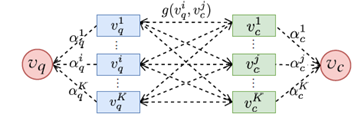 g(v_q^i, v_c^j)
α_q^1 v_q^1 v_c^1 α_c^1
⋮ ⋮
v_q α_q^i v_q^i v_c^j α_c^j v_c
⋮ ⋮
α_q^K v_q^K v_c^K α_c^K